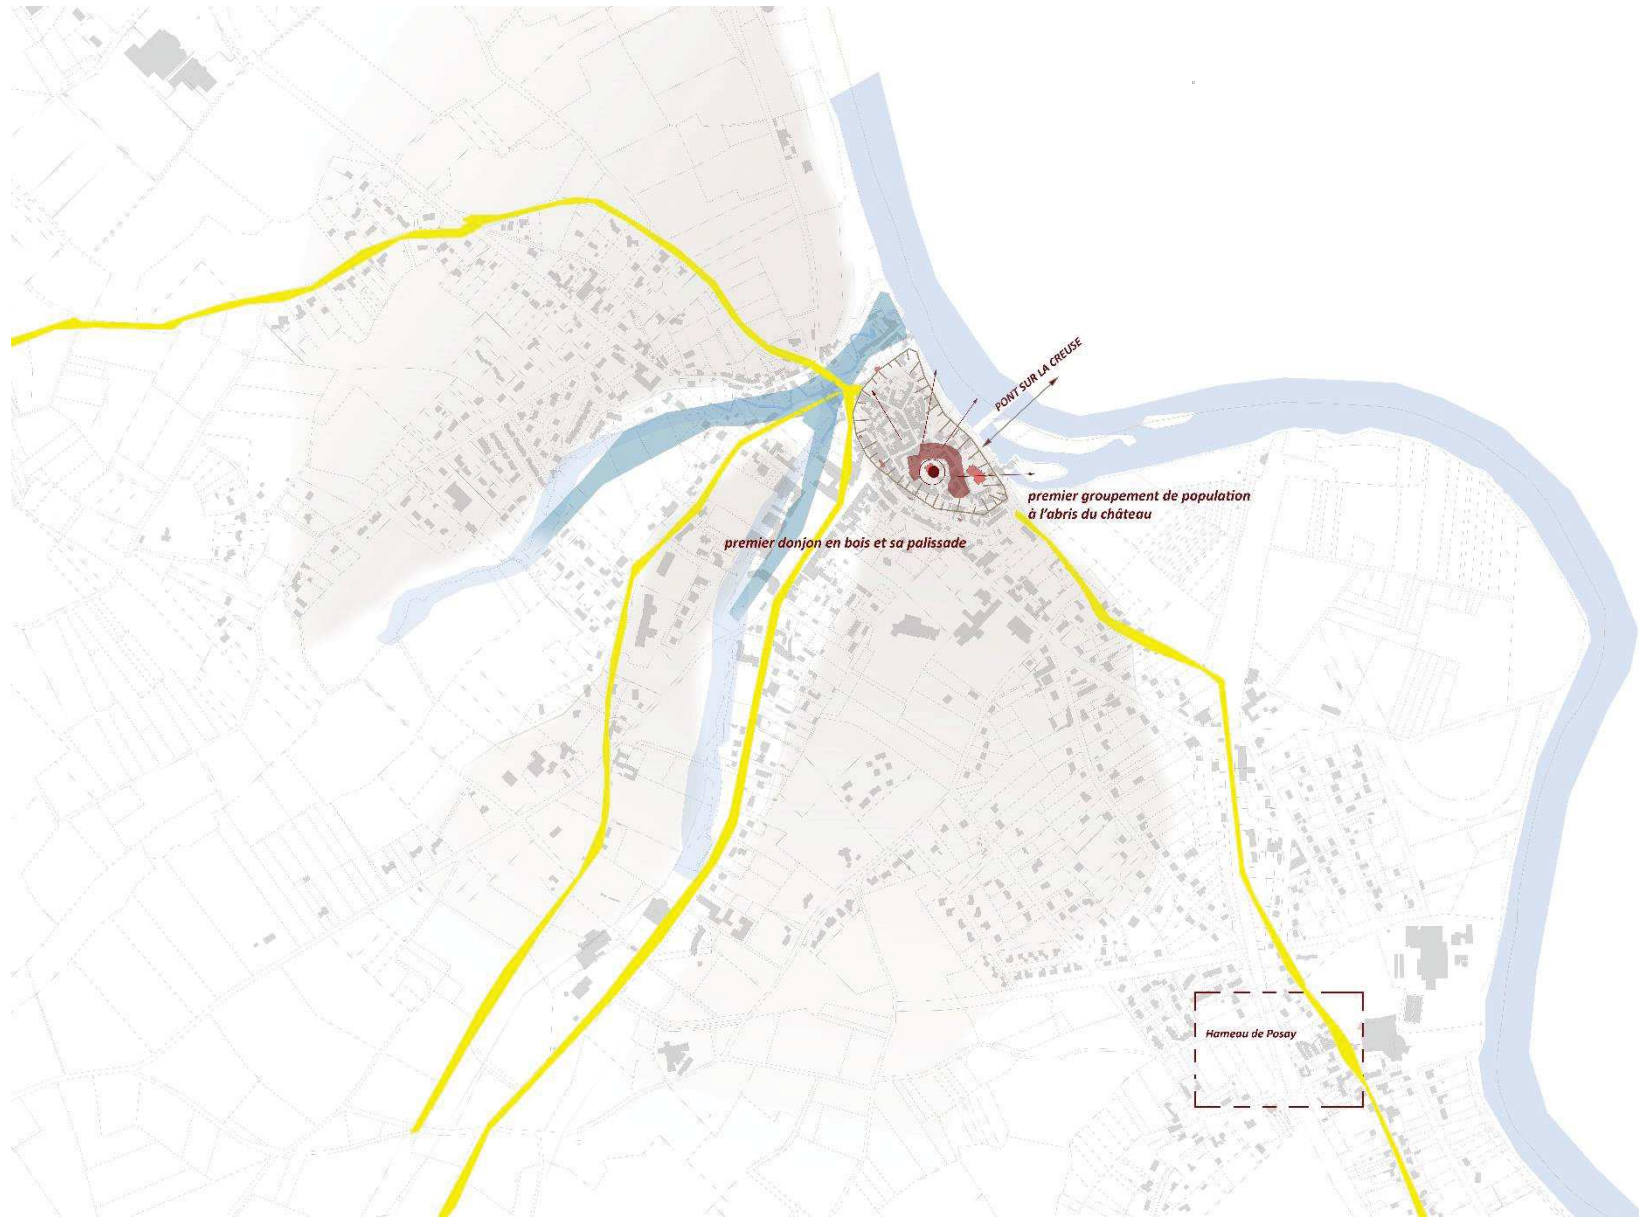 PONT SUR LA CREUSE
premier groupement de population
à l'abris du château
premier donjon en bois et sa palissade
Hameau de Posay